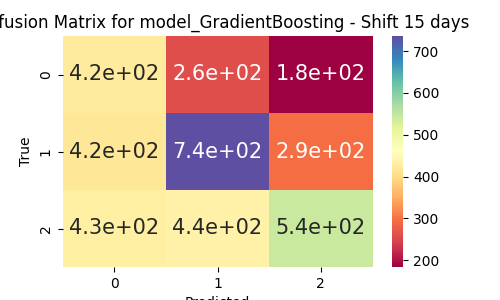 fusion Matrix for model_GradientBoosting - Shift 15 days
0 4.2e+02 2.6e+02 1.8e+02
1 4.2e+02 7.4e+02 2.9e+02
2 4.3e+02 4.4e+02 5.4e+02
0 1 2
True
Predicted
700
600
500
400
300
200